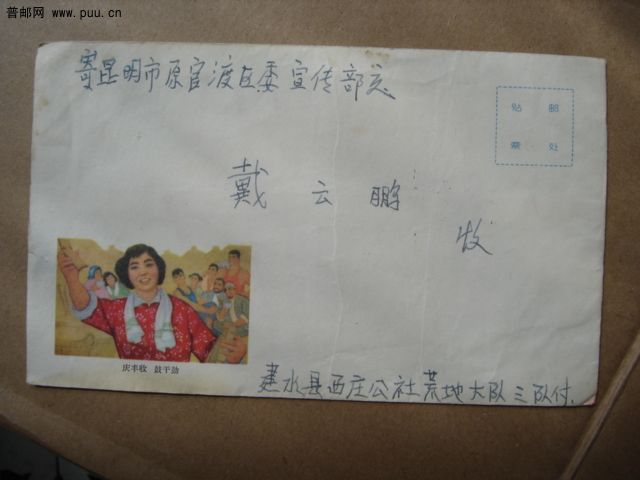 普邮网 www.puu.cn
寄昆明市原官渡区委宣传部交
贴 邮
票 处
戴云鹏
收
庆丰收 鼓干劲
建水县西庄公社荒地大队三队付.